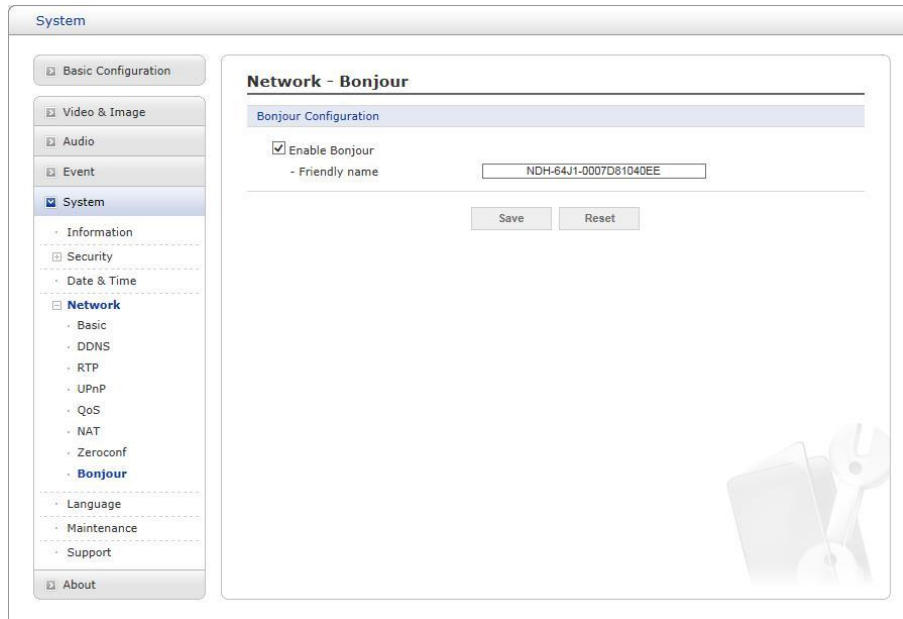 System
Basic Configuration
Video & Image
Audio
Event
System
Information
Security
Date & Time
Network
Basic
DDNS
RTP
UPnP
QoS
NAT
Zeroconf
Bonjour
Language
Maintenance
Support
About
Network - Bonjour
Bonjour Configuration
Enable Bonjour
- Friendly name NDH-64J1-0007D81040EE
Save Reset